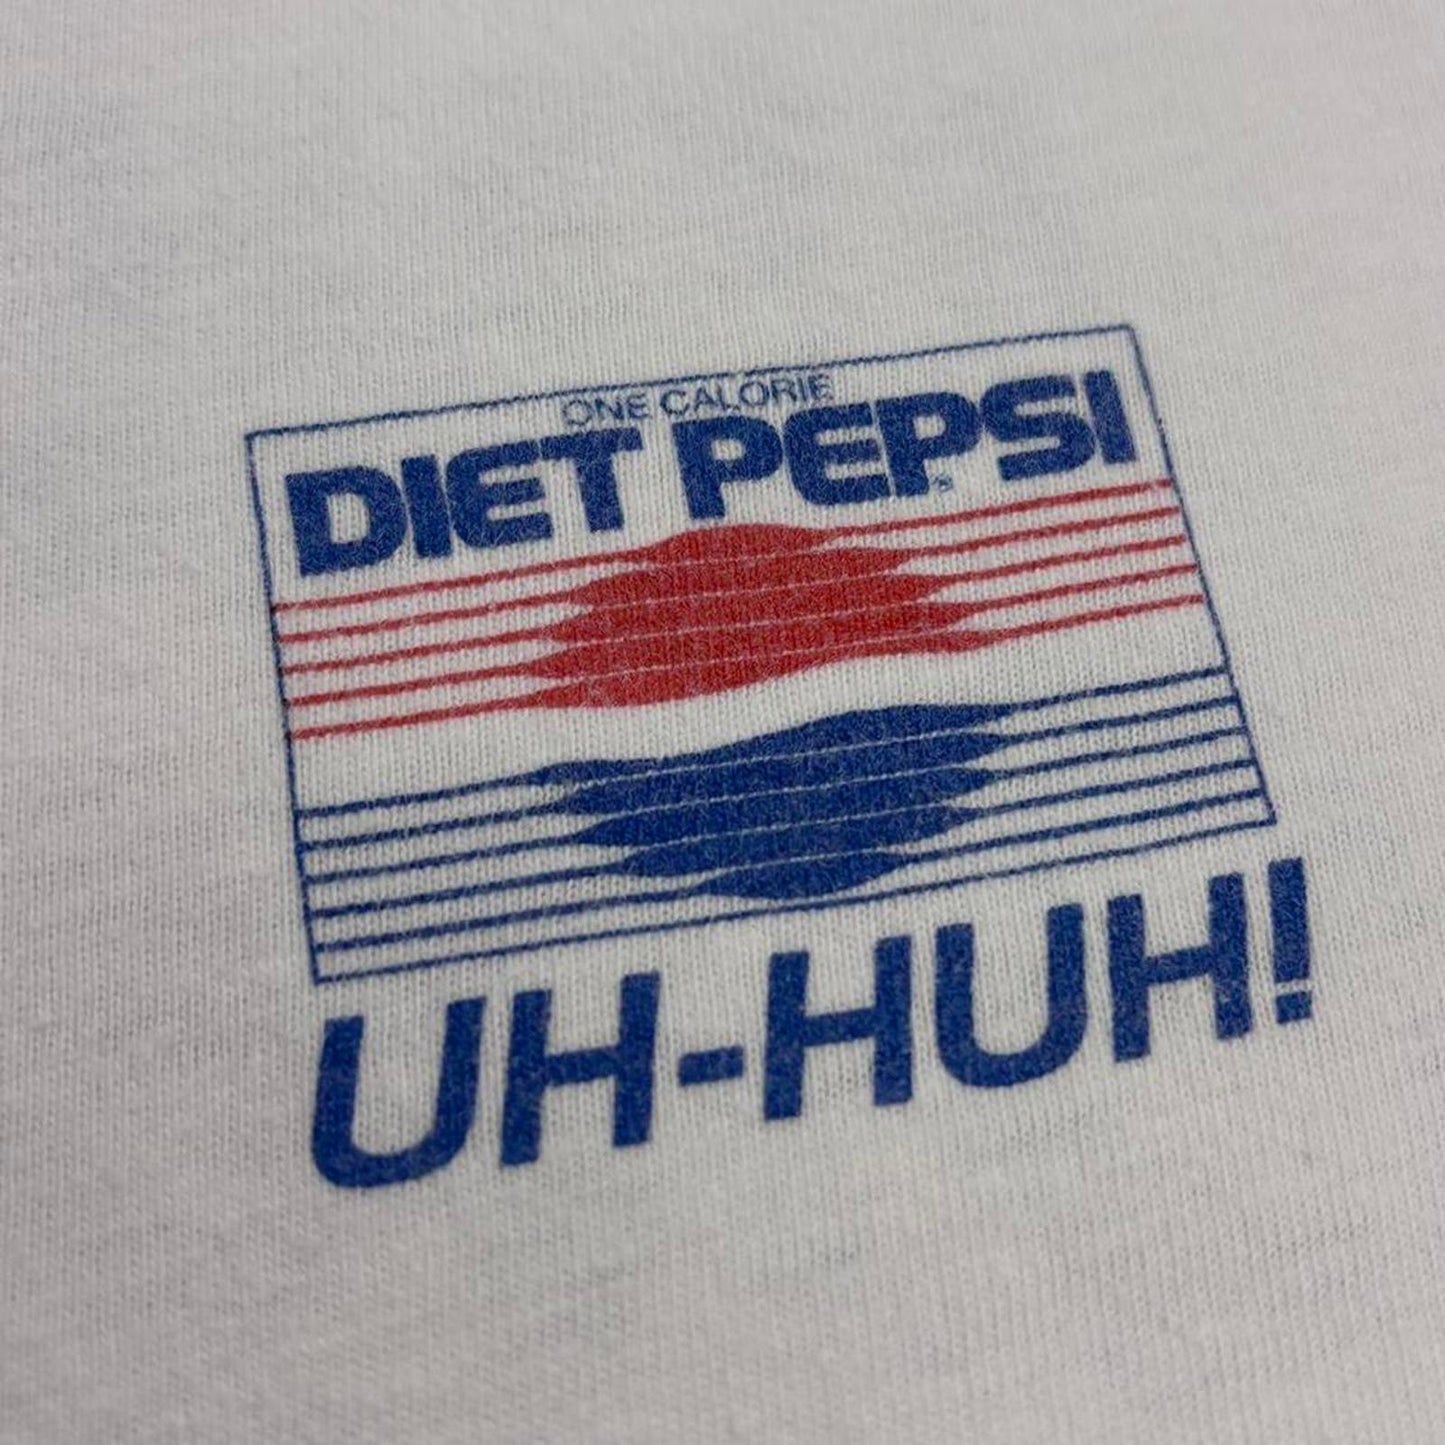 ONE CALORIE
DIET PEPSI®
UH-HUH!